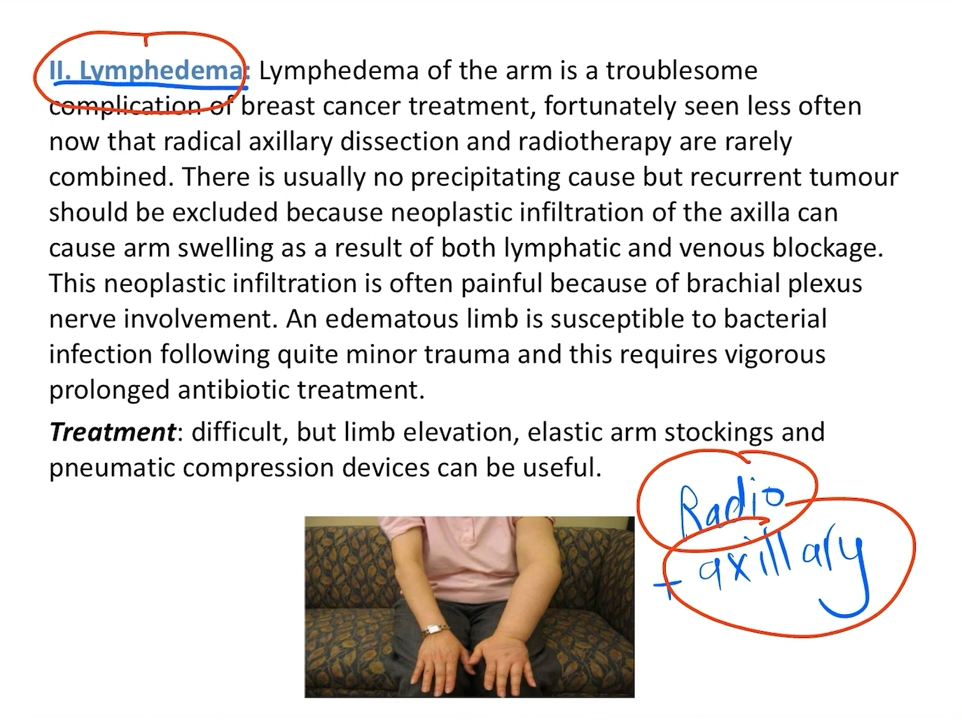 II. Lymphedema: Lymphedema of the arm is a troublesome
complication of breast cancer treatment, fortunately seen less often
now that radical axillary dissection and radiotherapy are rarely
combined. There is usually no precipitating cause but recurrent tumour
should be excluded because neoplastic infiltration of the axilla can
cause arm swelling as a result of both lymphatic and venous blockage.
This neoplastic infiltration is often painful because of brachial plexus
nerve involvement. An edematous limb is susceptible to bacterial
infection following quite minor trauma and this requires vigorous
prolonged antibiotic treatment.
Treatment: difficult, but limb elevation, elastic arm stockings and
pneumatic compression devices can be useful.
Radio
+ axillary